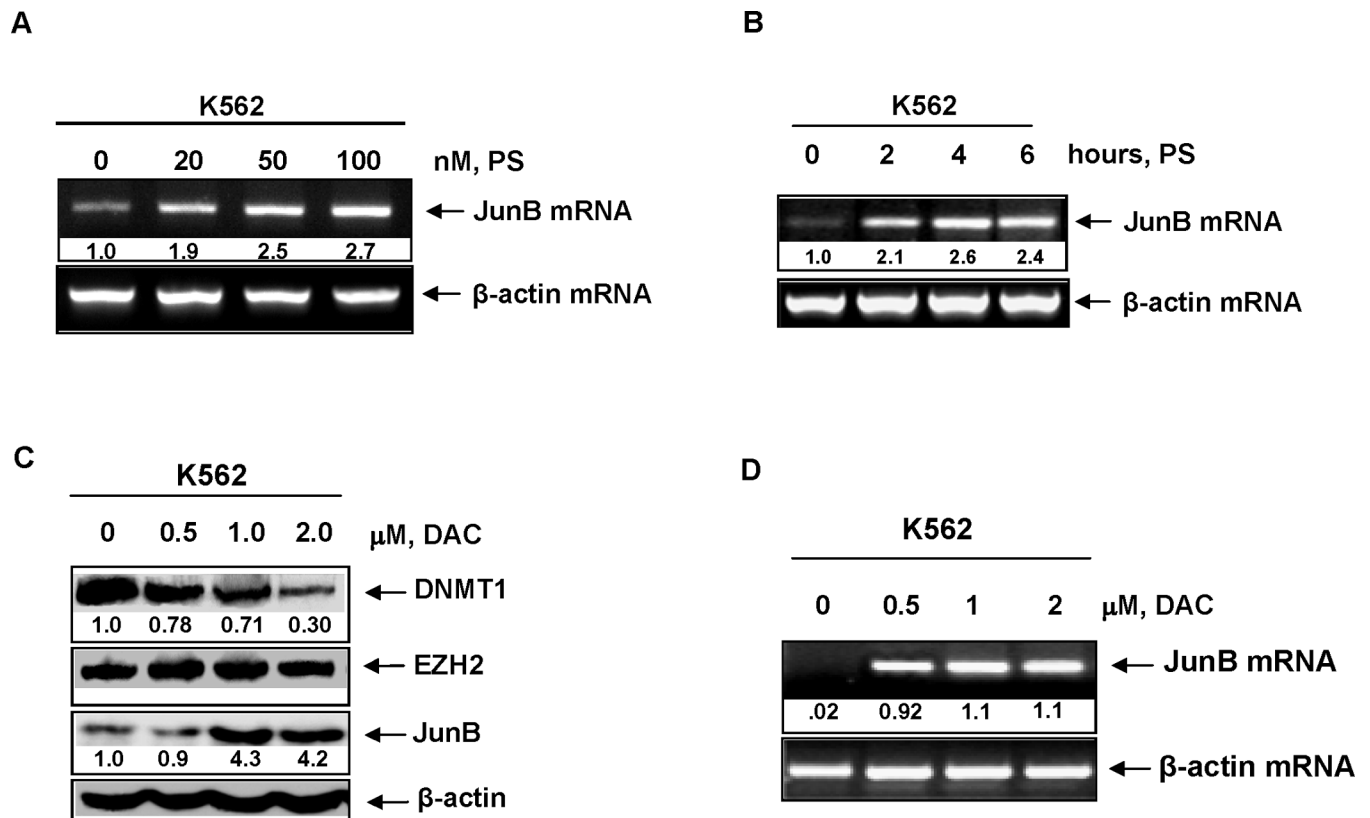 A
K562
0 20 50 100 nM, PS
JunB mRNA
1.0 1.9 2.5 2.7
β-actin mRNA
B
K562
0 2 4 6 hours, PS
JunB mRNA
1.0 2.1 2.6 2.4
β-actin mRNA
C
K562
0 0.5 1.0 2.0 μM, DAC
DNMT1
1.0 0.78 0.71 0.30
EZH2
JunB
1.0 0.9 4.3 4.2
β-actin
D
K562
0 0.5 1 2 μM, DAC
JunB mRNA
.02 0.92 1.1 1.1
β-actin mRNA